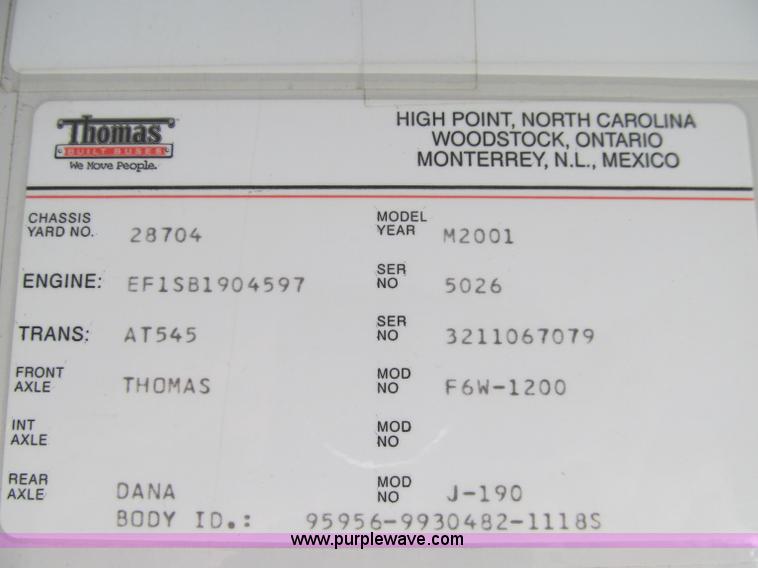 Thomas
BUILT BUSES
We Move People.
HIGH POINT, NORTH CAROLINA
WOODSTOCK, ONTARIO
MONTERREY, N.L., MEXICO
CHASSIS YARD NO. 28704 MODEL YEAR M2001
ENGINE: EF1SB1904597 SER NO 5026
TRANS: AT545 SER NO 3211067079
FRONT AXLE THOMAS MOD NO F6W-1200
INT AXLE MOD NO
REAR AXLE DANA MOD NO J-190
BODY ID.: 95956-9930482-1118S
www.purplewave.com